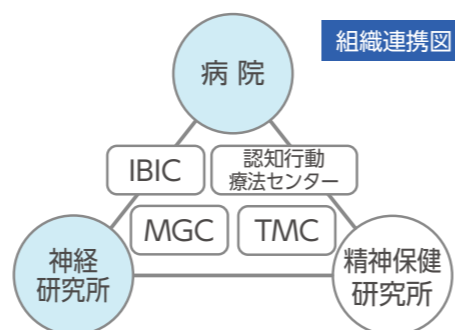 組織連携図
病院
IBIC
認知行動
療法センター
MGC
TMC
神経
研究所
精神保健
研究所